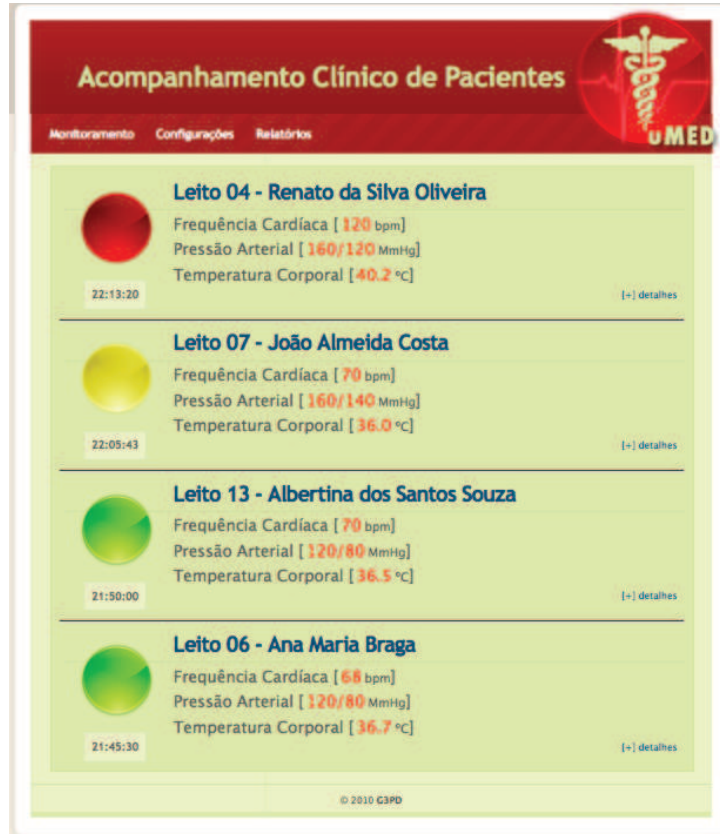 Acompanhamento Clínico de Pacientes
uMED
Monitoramento Configurações Relatórios
Leito 04 - Renato da Silva Oliveira
Frequência Cardíaca [ 120 bpm]
Pressão Arterial [ 160/120 MmHg]
Temperatura Corporal [ 40.2 ºC]
22:13:20
[+] detalhes
Leito 07 - João Almeida Costa
Frequência Cardíaca [ 70 bpm]
Pressão Arterial [ 160/140 MmHg]
Temperatura Corporal [ 36.0 ºC]
22:05:43
[+] detalhes
Leito 13 - Albertina dos Santos Souza
Frequência Cardíaca [ 70 bpm]
Pressão Arterial [ 120/80 MmHg]
Temperatura Corporal [ 36.5 ºC]
21:50:00
[+] detalhes
Leito 06 - Ana Maria Braga
Frequência Cardíaca [ 68 bpm]
Pressão Arterial [ 120/80 MmHg]
Temperatura Corporal [ 36.7 ºC]
21:45:30
[+] detalhes
© 2010 G3PD